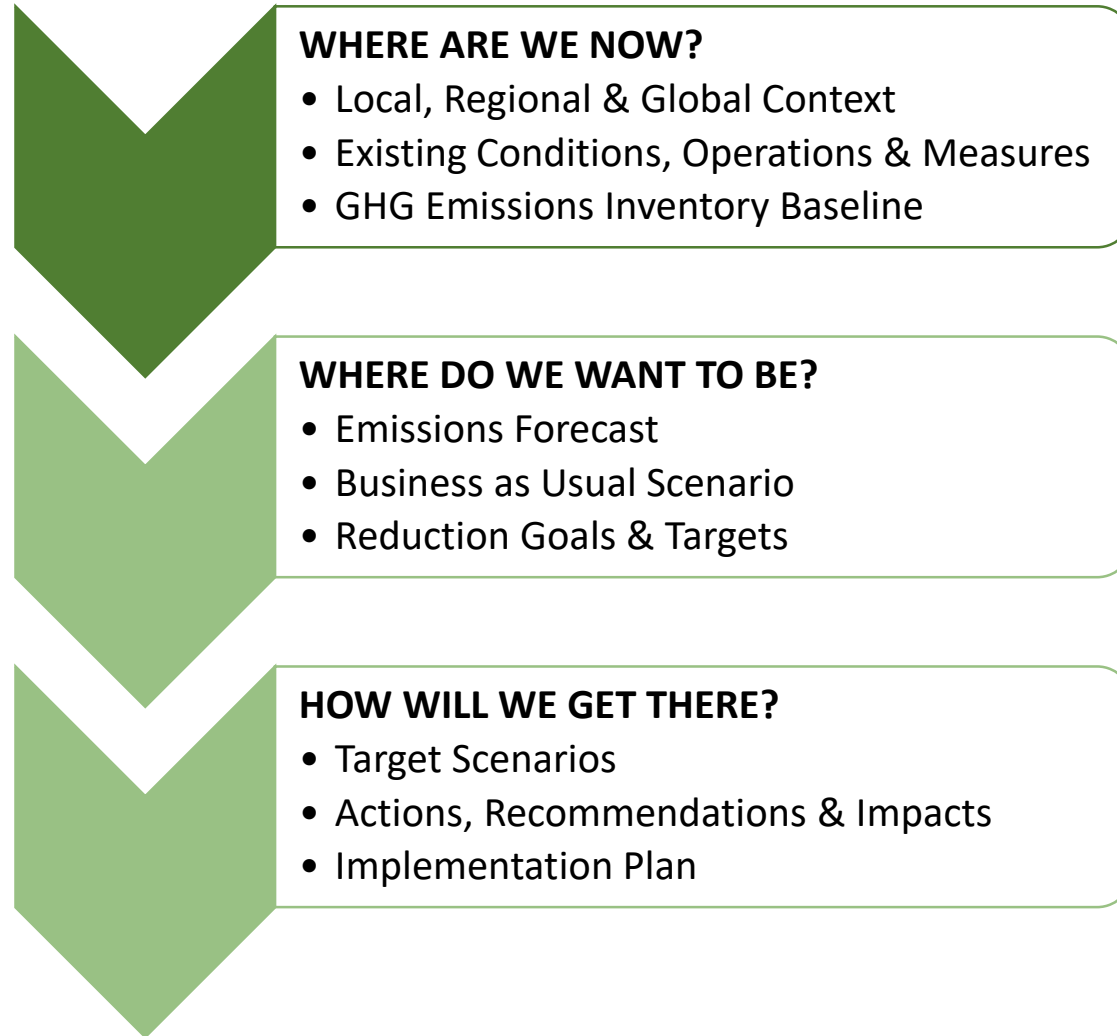 WHERE ARE WE NOW?
• Local, Regional & Global Context
• Existing Conditions, Operations & Measures
• GHG Emissions Inventory Baseline
WHERE DO WE WANT TO BE?
• Emissions Forecast
• Business as Usual Scenario
• Reduction Goals & Targets
HOW WILL WE GET THERE?
• Target Scenarios
• Actions, Recommendations & Impacts
• Implementation Plan